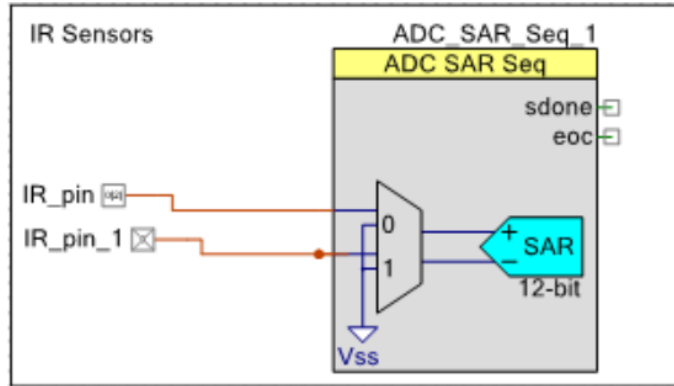 IR Sensors
ADC_SAR_Seq_1
ADC SAR Seq
sdone
eoc
IR_pin
IR_pin_1
0
1
+
SAR
−
12-bit
Vss